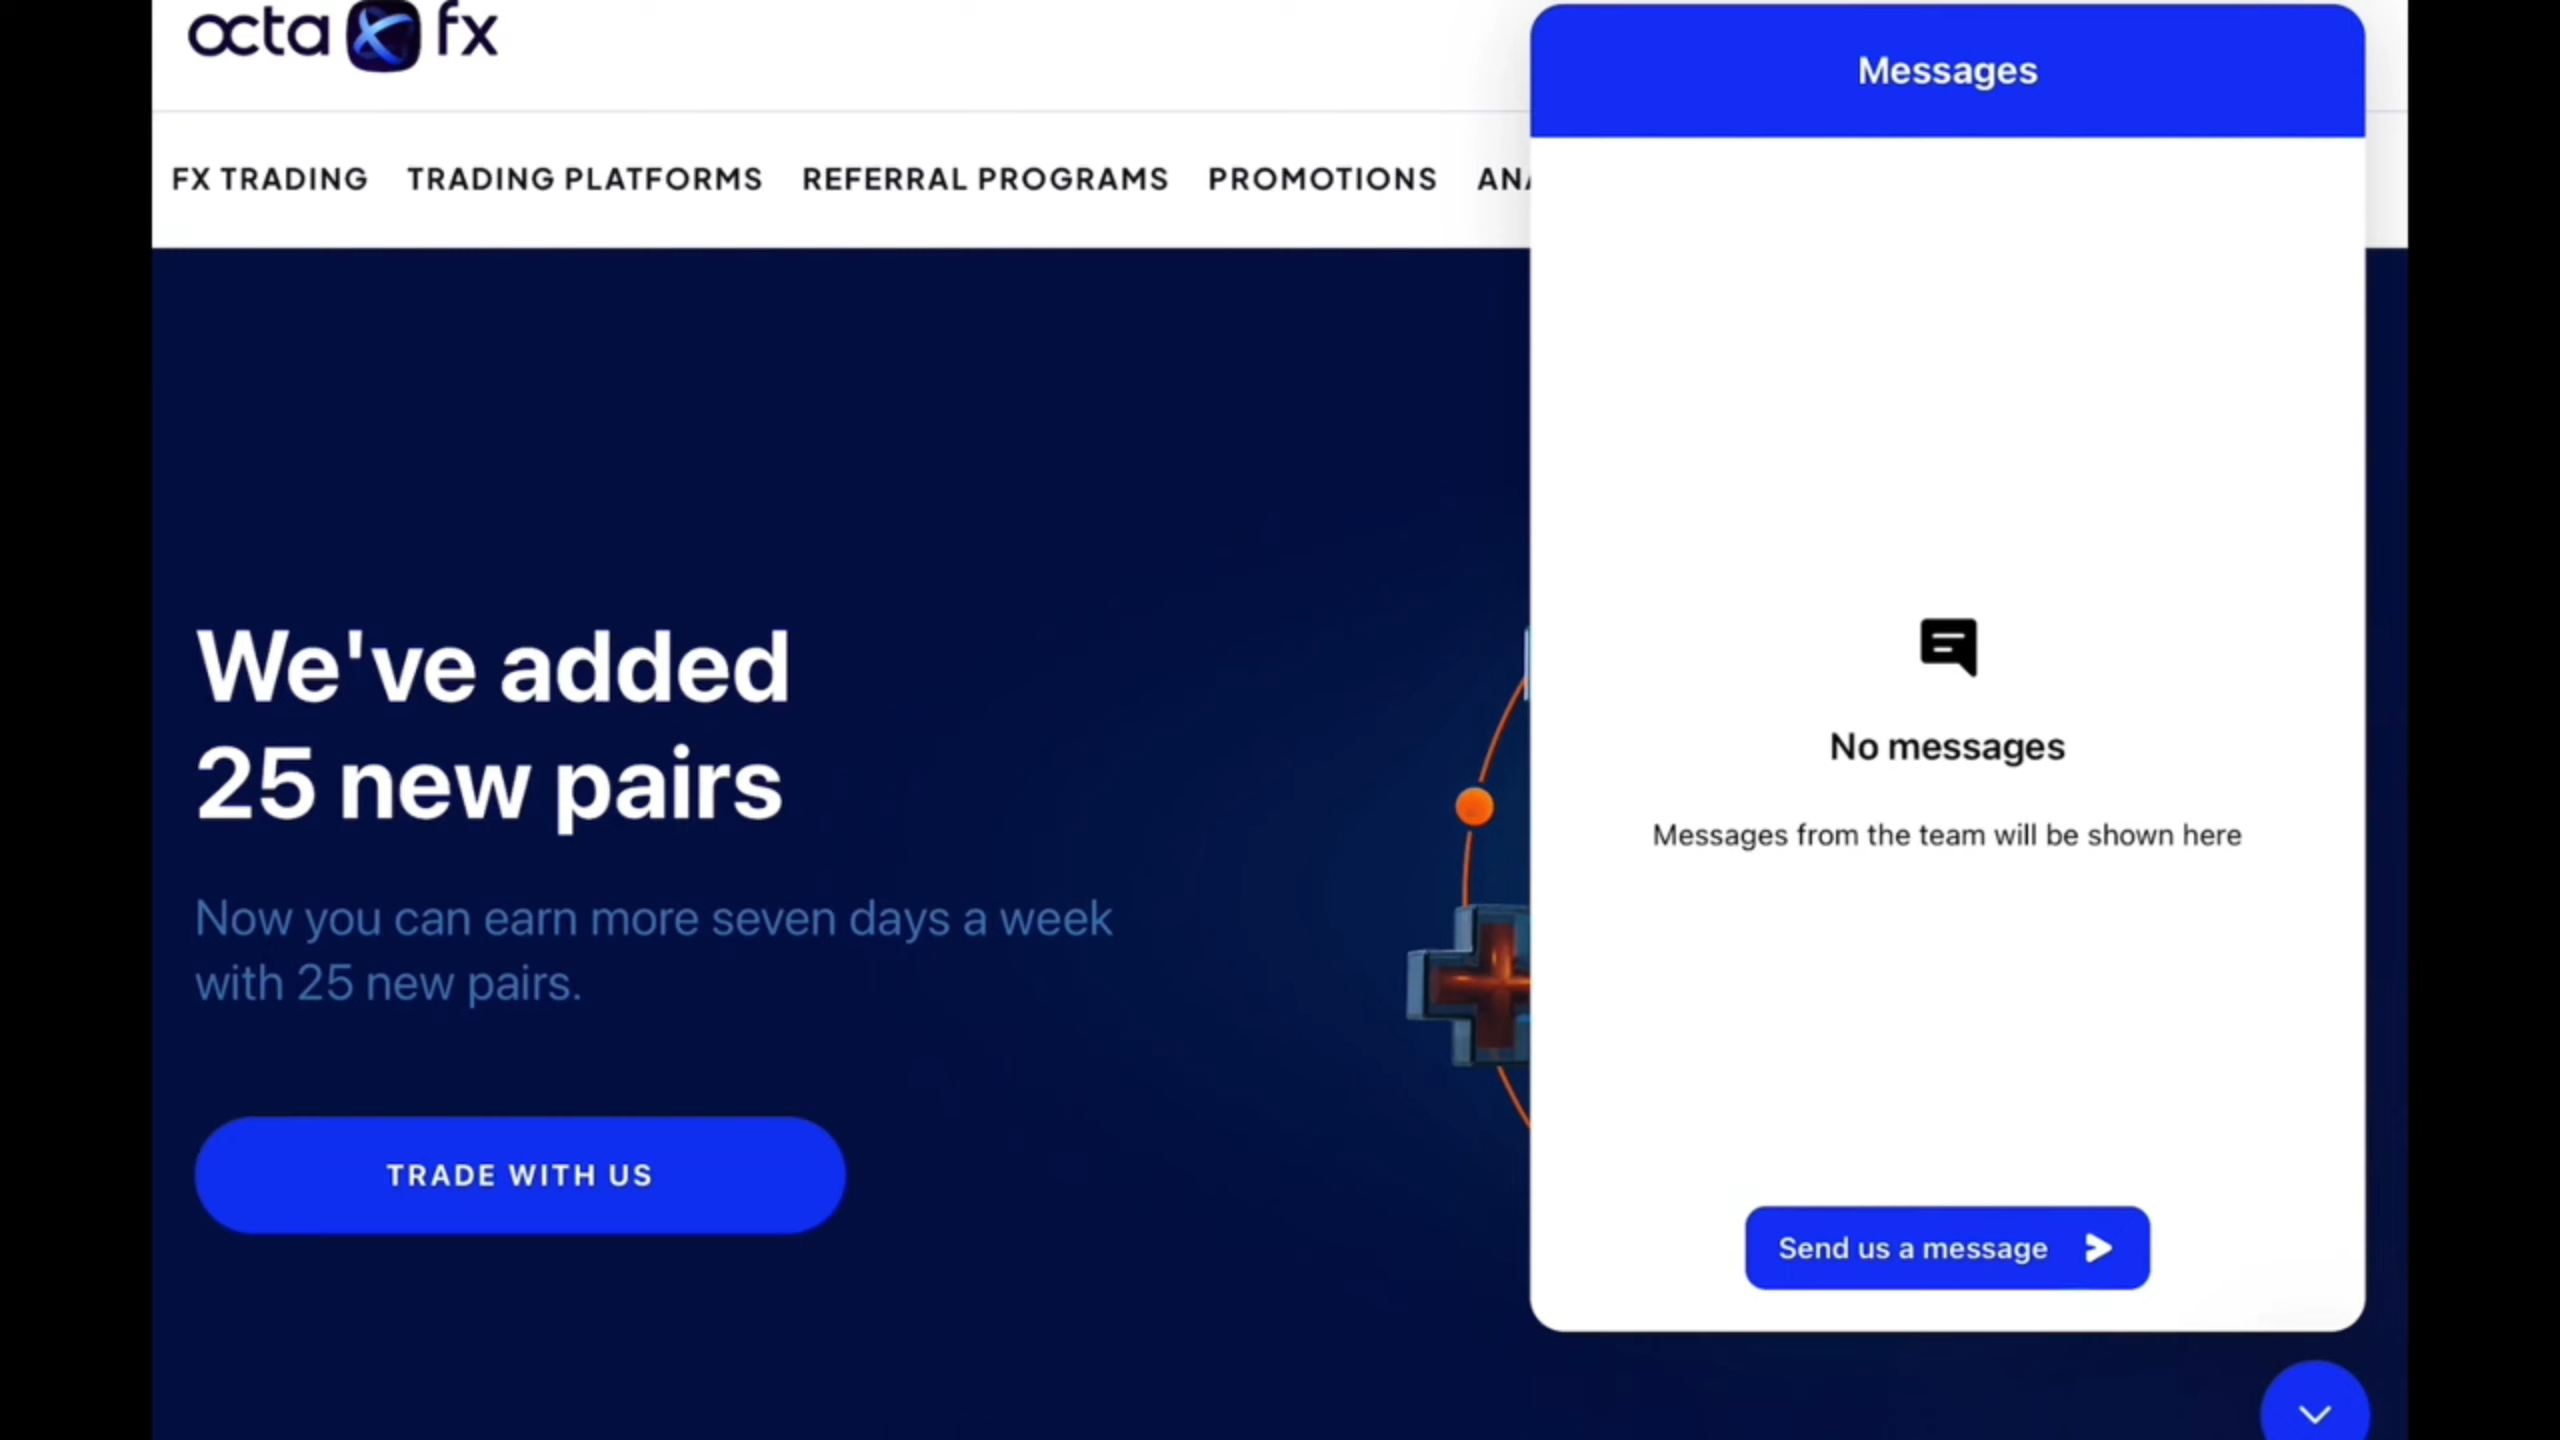 octa fx
FX TRADING TRADING PLATFORMS REFERRAL PROGRAMS PROMOTIONS
We've added
25 new pairs
Now you can earn more seven days a week
with 25 new pairs.
TRADE WITH US
Messages
No messages
Messages from the team will be shown here
Send us a message